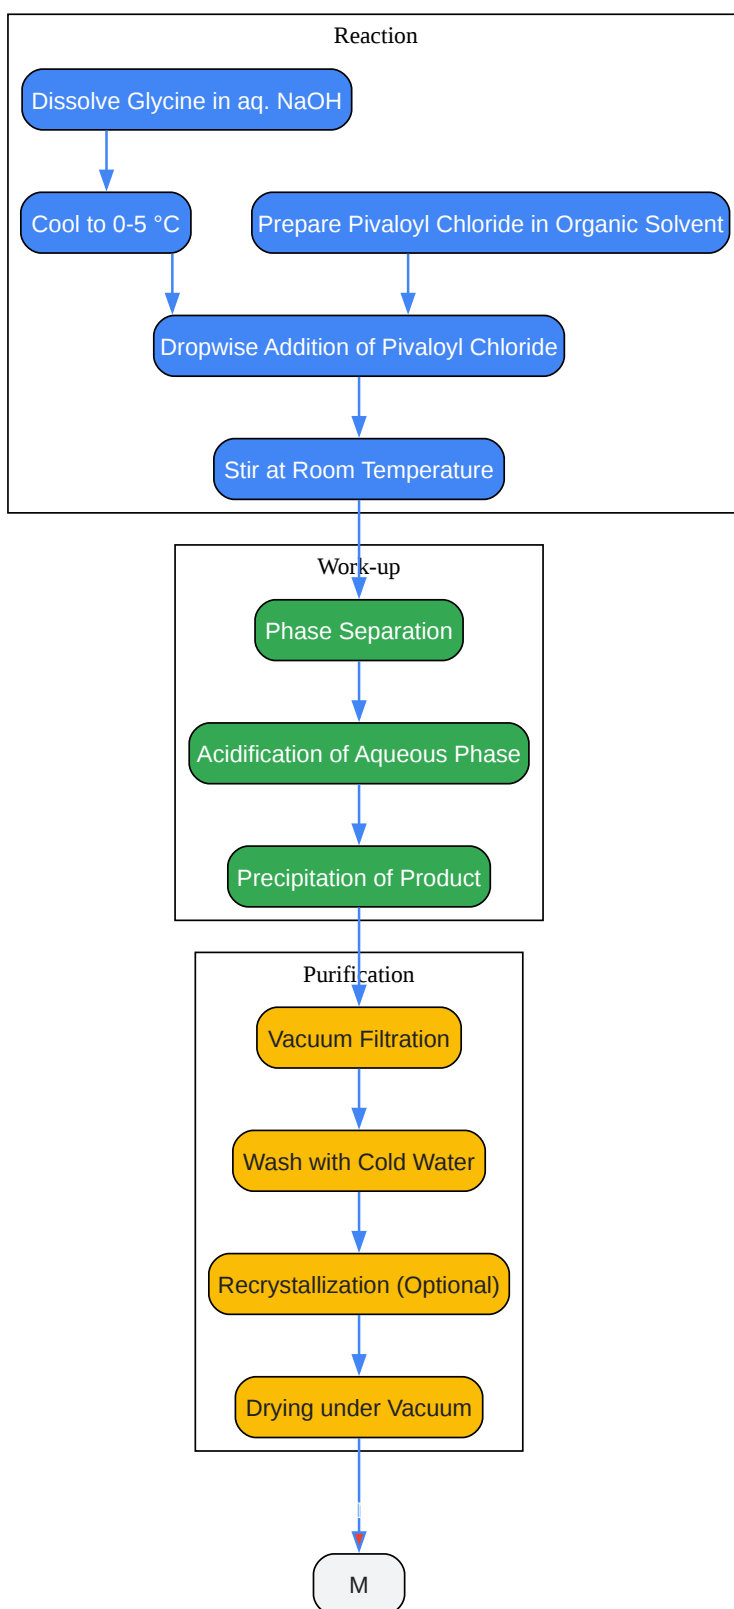 Reaction
Dissolve Glycine in aq. NaOH
Cool to 0-5 °C
Prepare Pivaloyl Chloride in Organic Solvent
Dropwise Addition of Pivaloyl Chloride
Stir at Room Temperature
Work-up
Phase Separation
Acidification of Aqueous Phase
Precipitation of Product
Purification
Vacuum Filtration
Wash with Cold Water
Recrystallization (Optional)
Drying under Vacuum
M